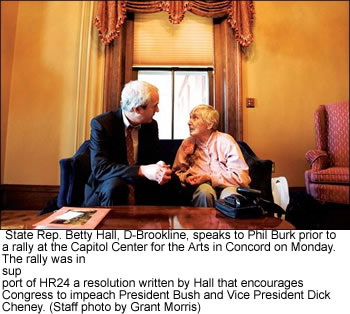 State Rep. Betty Hall, D-Brookline, speaks to Phil Burk prior to
a rally at the Capitol Center for the Arts in Concord on Monday.
The rally was in
sup
port of HR24 a resolution written by Hall that encourages
Congress to impeach President Bush and Vice President Dick
Cheney. (Staff photo by Grant Morris)